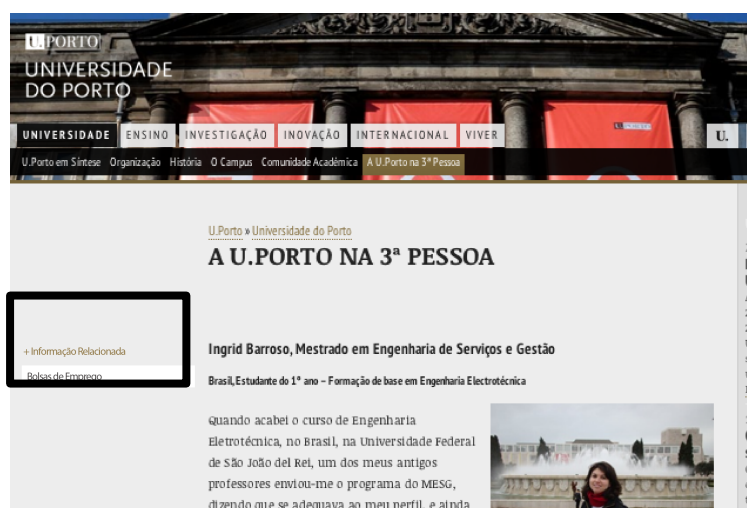 U.PORTO
UNIVERSIDADE
DO PORTO
UNIVERSIDADE ENSINO INVESTIGAÇÃO INOVAÇÃO INTERNACIONAL VIVER U.
U.Porto em Síntese Organização História O Campus Comunidade Académica A U.Porto na 3ª Pessoa
U.Porto » Universidade do Porto
A U.PORTO NA 3ª PESSOA
+ Informação Relacionada
Bolsas de Emprego
Ingrid Barroso, Mestrado em Engenharia de Serviços e Gestão
Brasil, Estudante do 1º ano – Formação de base em Engenharia Electrotécnica
Quando acabei o curso de Engenharia
Eletrotécnica, no Brasil, na Universidade Federal
de São João del Rei, um dos meus antigos
professores enviou-me o programa do MESG,
dizendo que se adequava ao meu perfil, e ainda